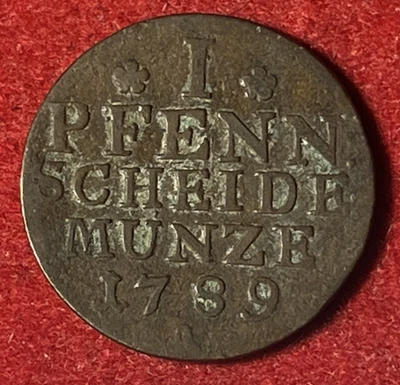 I
PFENN
SCHEIDE
MUNZE
1789